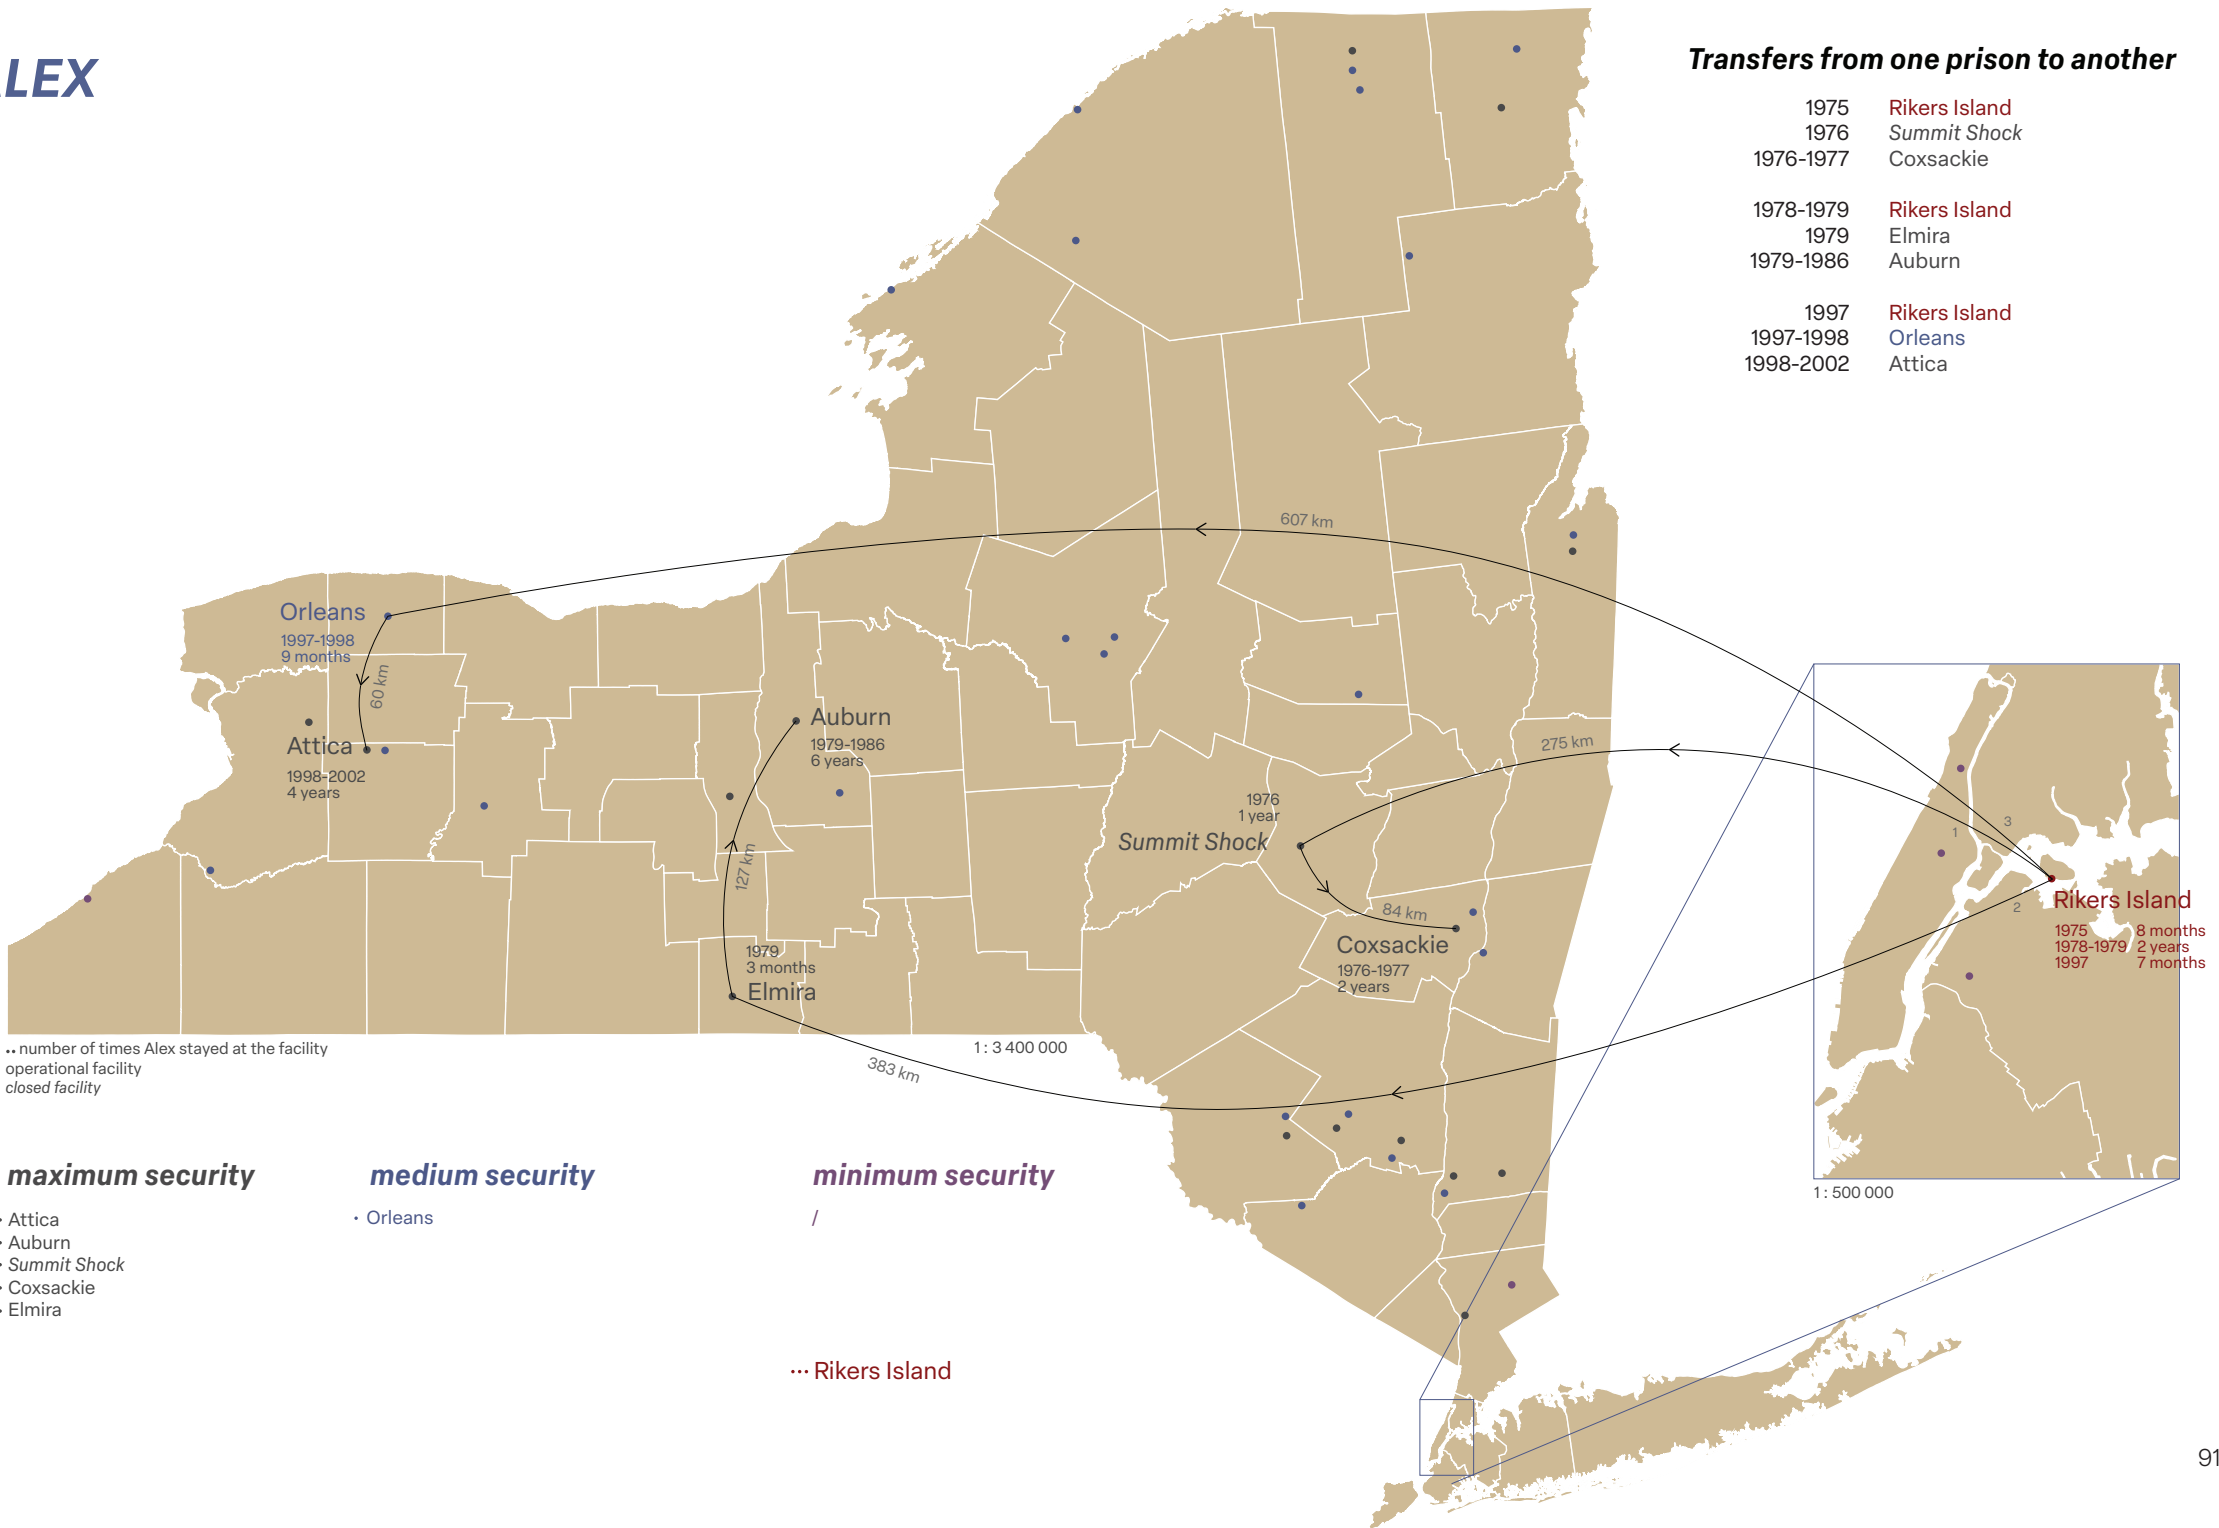 LEX
Transfers from one prison to another
1975 Rikers Island
1976 Summit Shock
1976-1977 Coxsackie
1978-1979 Rikers Island
1979 Elmira
1979-1986 Auburn
1997 Rikers Island
1997-1998 Orleans
1998-2002 Attica
607 km
Orleans
1997-1998
9 months
60 km
Attica
1998-2002
4 years
Auburn
1979-1986
6 years
127 km
1979
3 months
Elmira
383 km
275 km
1976
1 year
Summit Shock
84 km
Coxsackie
1976-1977
2 years
3
1
2
Rikers Island
1975 8 months
1978-1979 2 years
1997 7 months
1 : 500 000
1 : 3 400 000
•• number of times Alex stayed at the facility
operational facility
closed facility
maximum security
· Attica
· Auburn
· Summit Shock
· Coxsackie
· Elmira
medium security
· Orleans
minimum security
/
··· Rikers Island
91